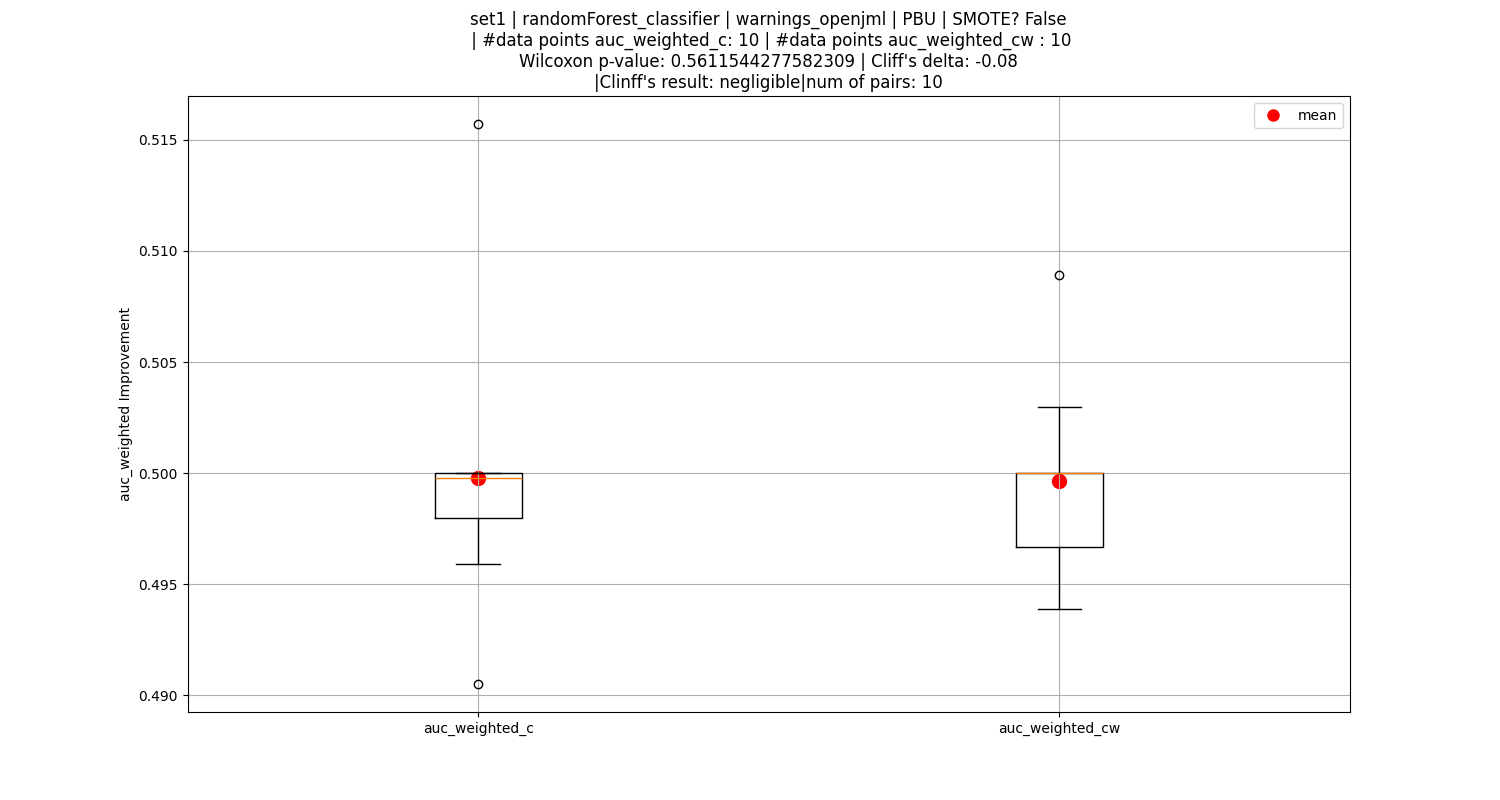 set1 | randomForest_classifier | warnings_openjml | PBU | SMOTE? False
| #data points auc_weighted_c: 10 | #data points auc_weighted_cw : 10
Wilcoxon p-value: 0.5611544277582309 | Cliff's delta: -0.08
|Clinff's result: negligible|num of pairs: 10
mean
0.515
0.510
0.505
0.500
0.495
0.490
auc_weighted Improvement
auc_weighted_c
auc_weighted_cw